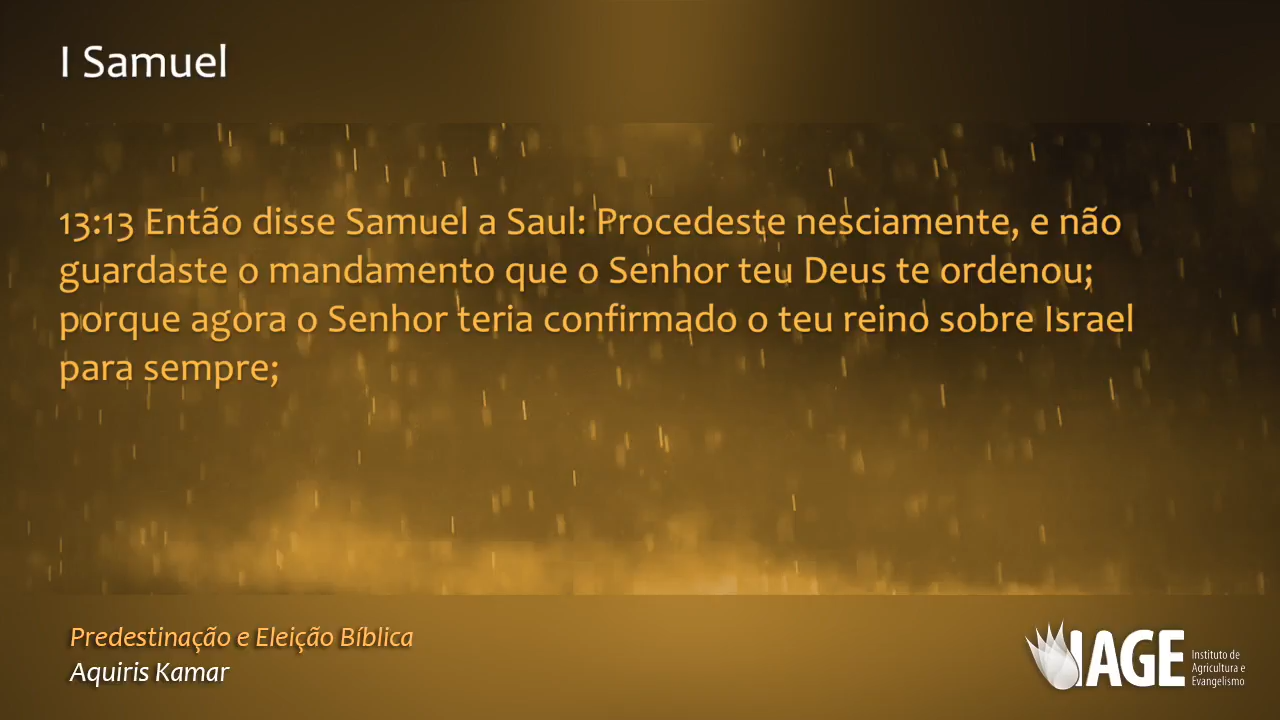 I Samuel
13:13 Então disse Samuel a Saul: Procedeste nesciamente, e não
guardaste o mandamento que o Senhor teu Deus te ordenou;
porque agora o Senhor teria confirmado o teu reino sobre Israel
para sempre;
Predestinação e Eleição Bíblica
Aquiris Kamar
IAGE
Instituto de
Agricultura e
Evangelismo